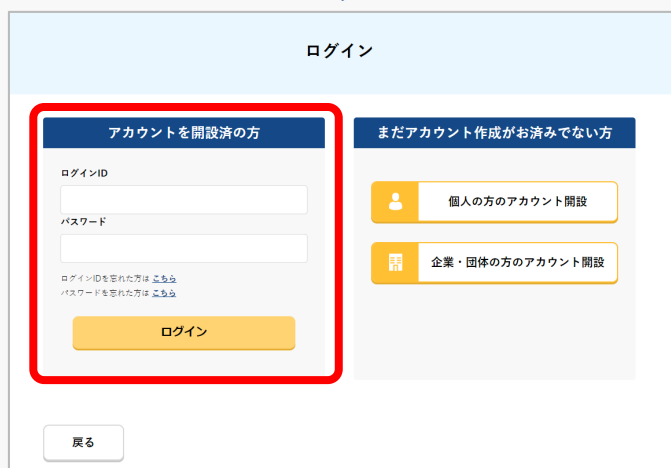 ログイン
アカウントを開設済の方
ログインID
パスワード
ログインIDを忘れた方は こちら
パスワードを忘れた方は こちら
ログイン
まだアカウント作成がお済みでない方
個人の方のアカウント開設
企業・団体の方のアカウント開設
戻る